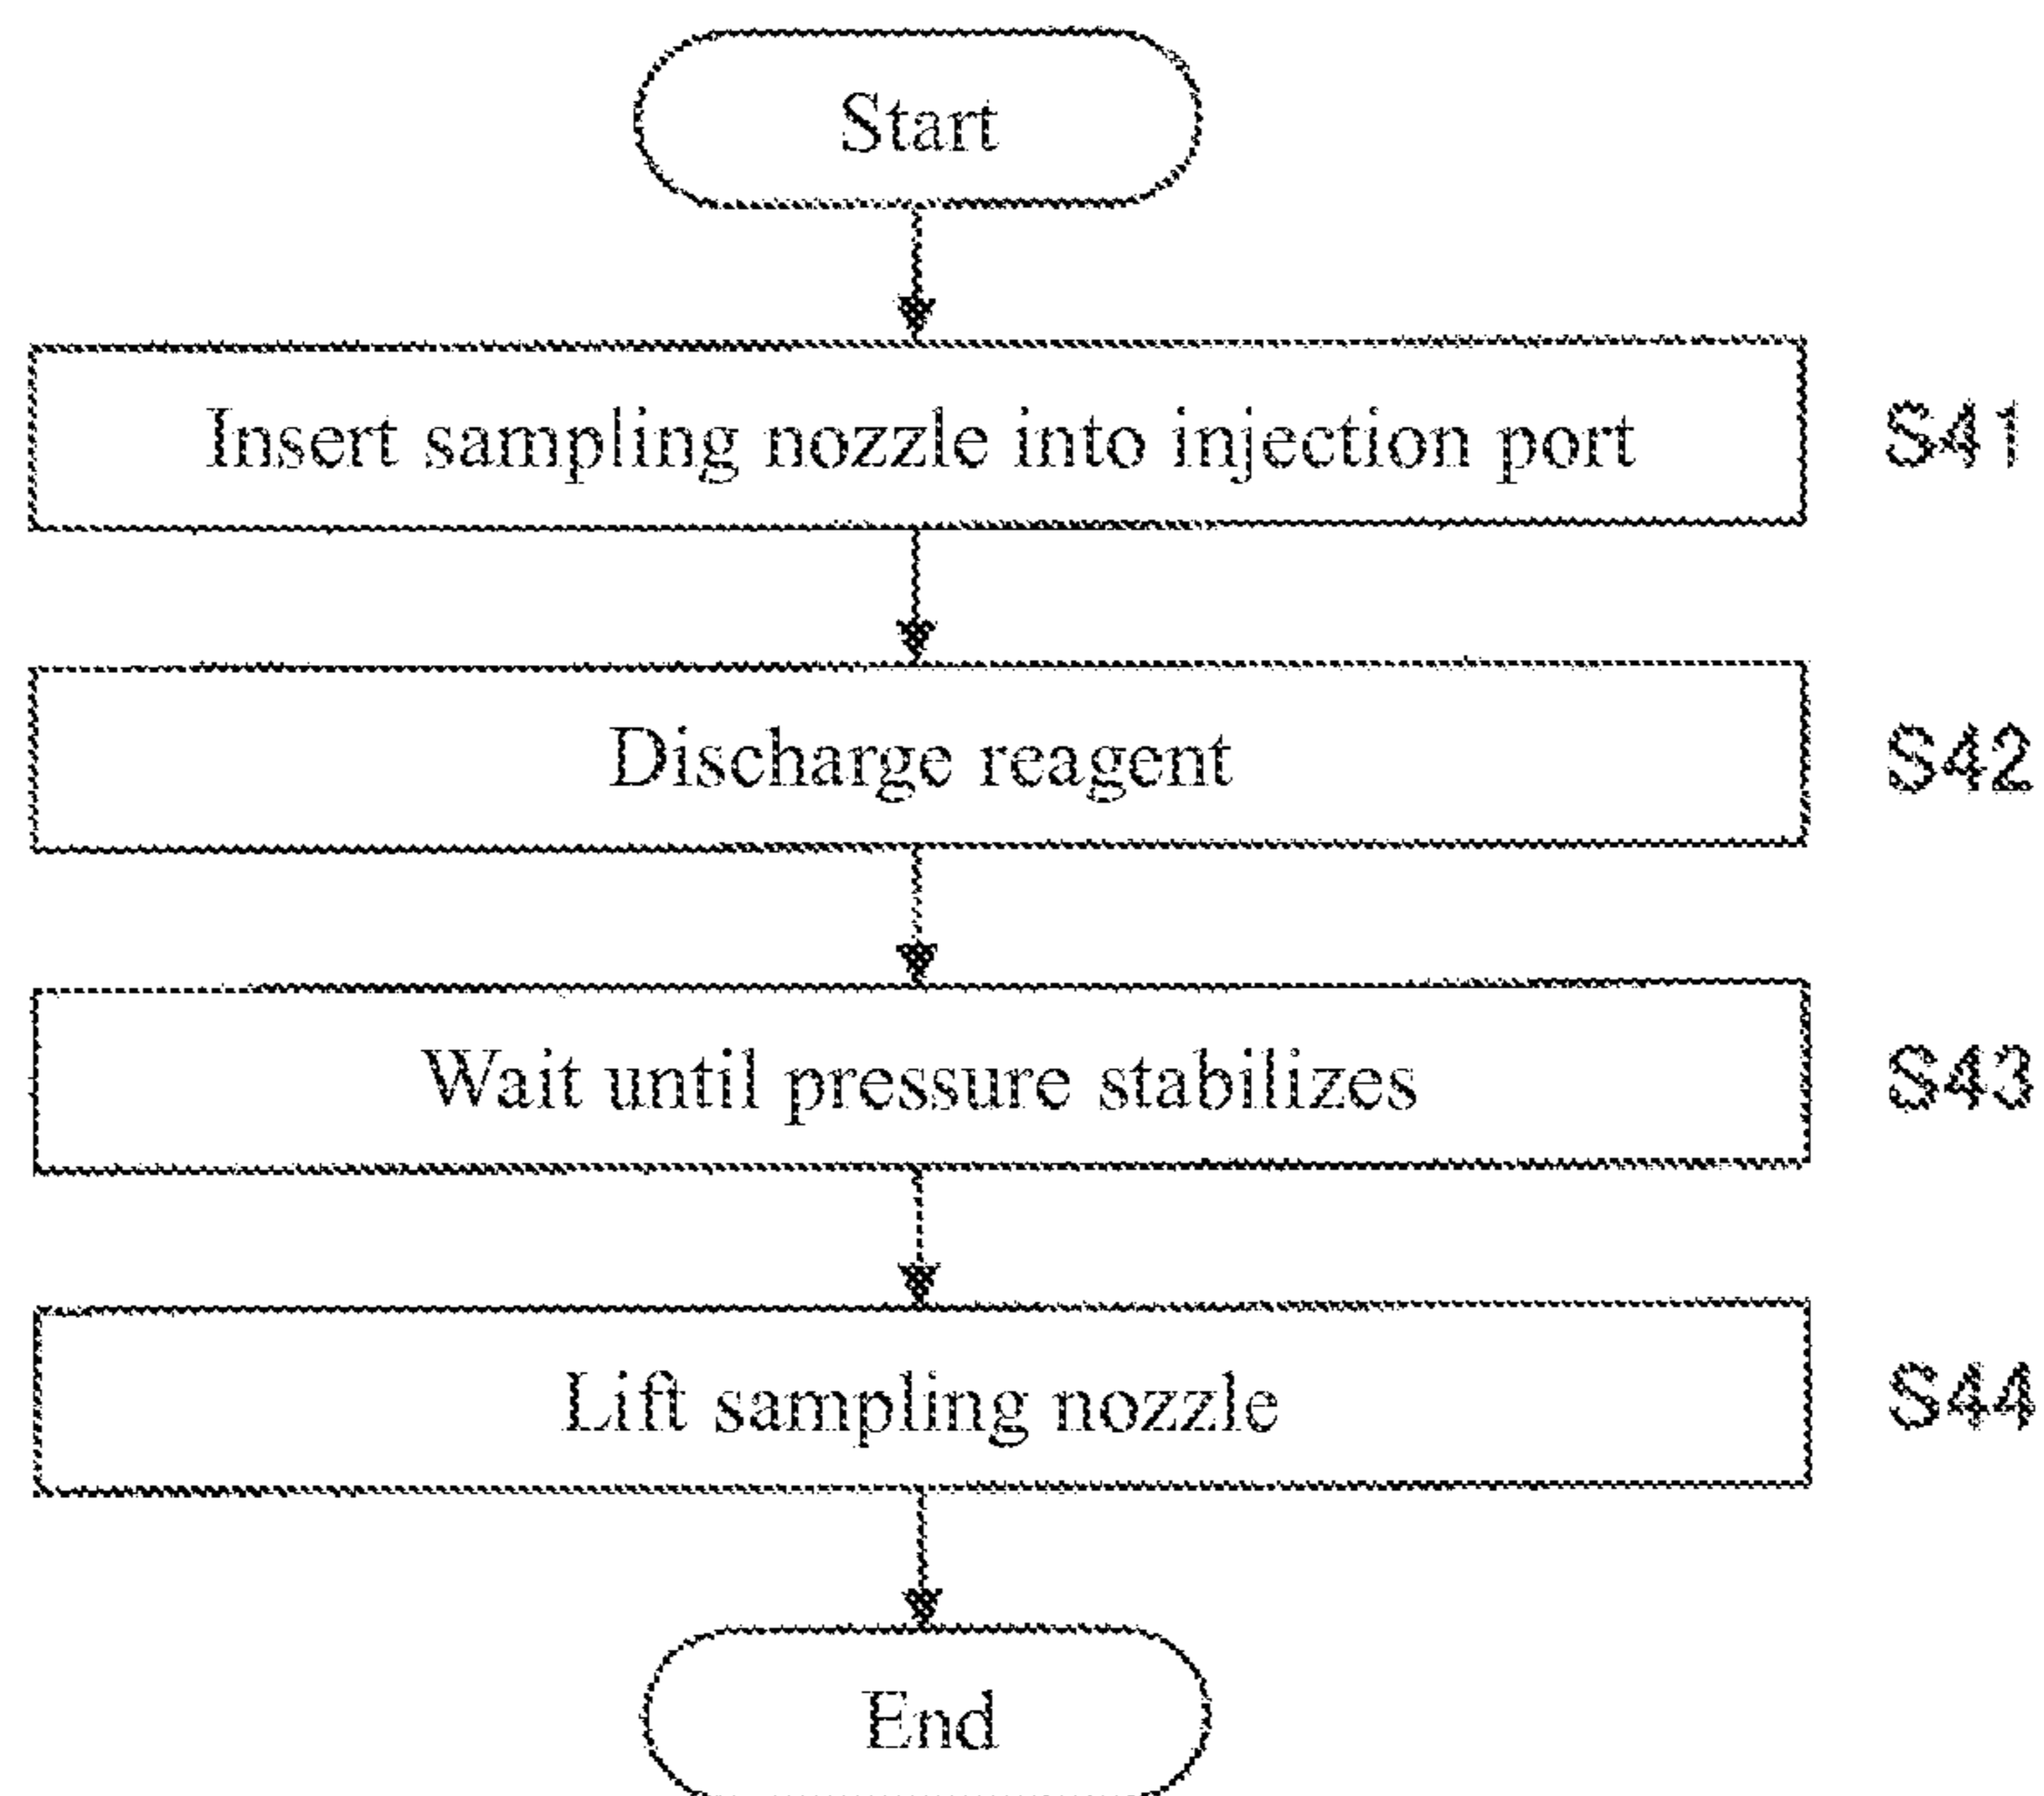 Start
Insert sampling nozzle into injection port S41
Discharge reagent S42
Wait until pressure stabilizes S43
Lift sampling nozzle S44
End